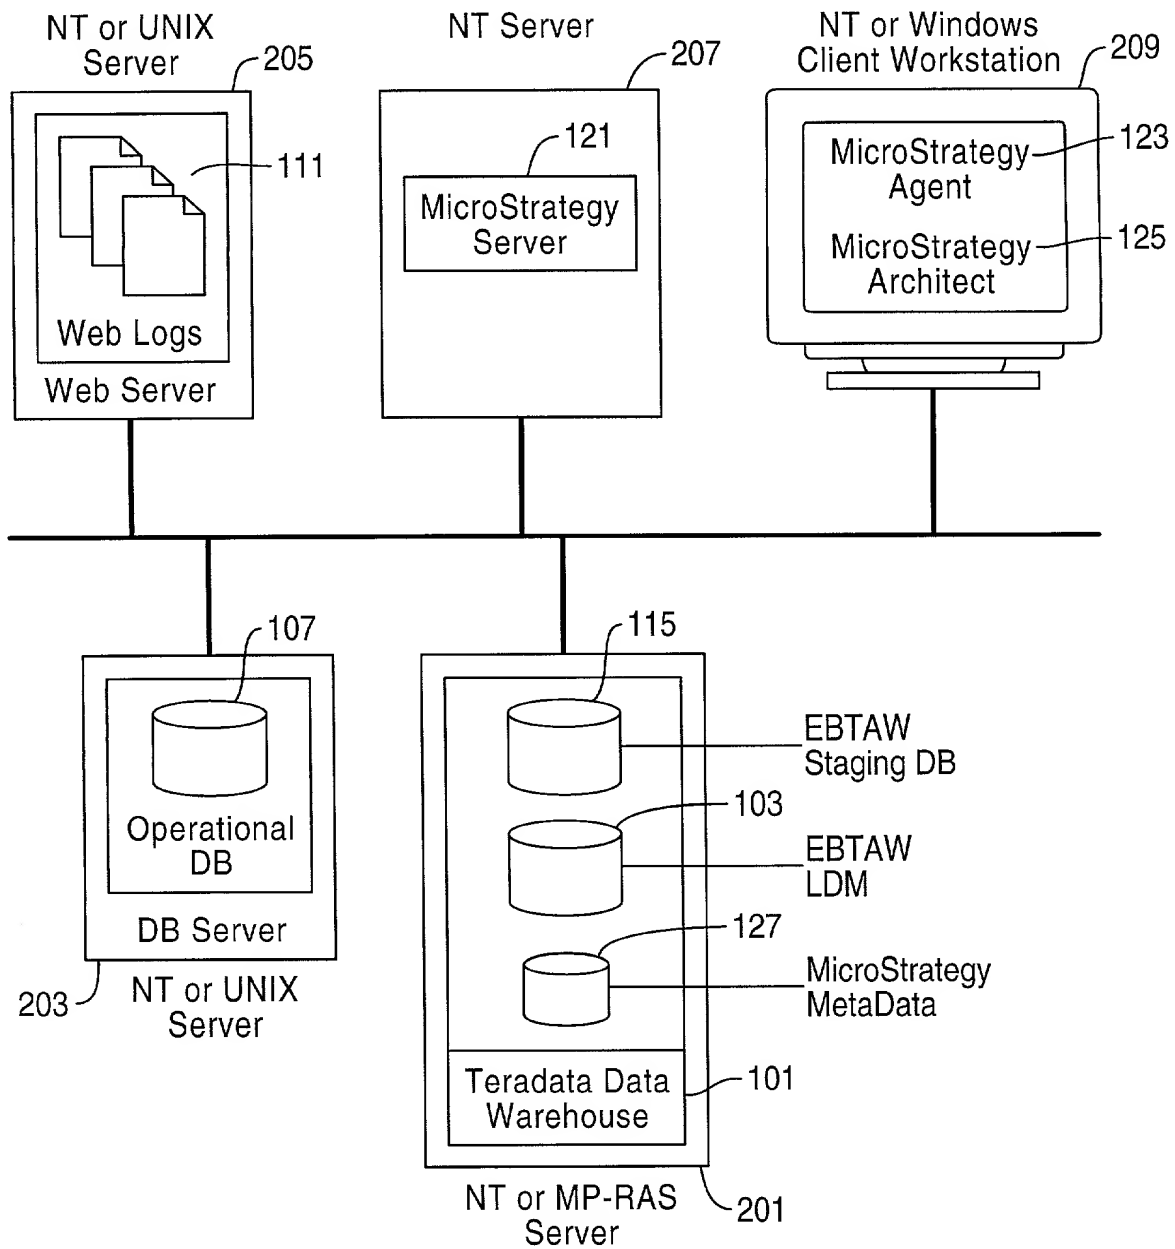 NT or UNIX
Server
205
111
Web Logs
Web Server
NT Server
207
121
MicroStrategy
Server
NT or Windows
Client Workstation
209
MicroStrategy
Agent
123
MicroStrategy
Architect
125
107
Operational
DB
DB Server
203
NT or UNIX
Server
115
EBTAW
Staging DB
103
EBTAW
LDM
127
MicroStrategy
MetaData
Teradata Data
Warehouse
101
NT or MP-RAS
Server
201